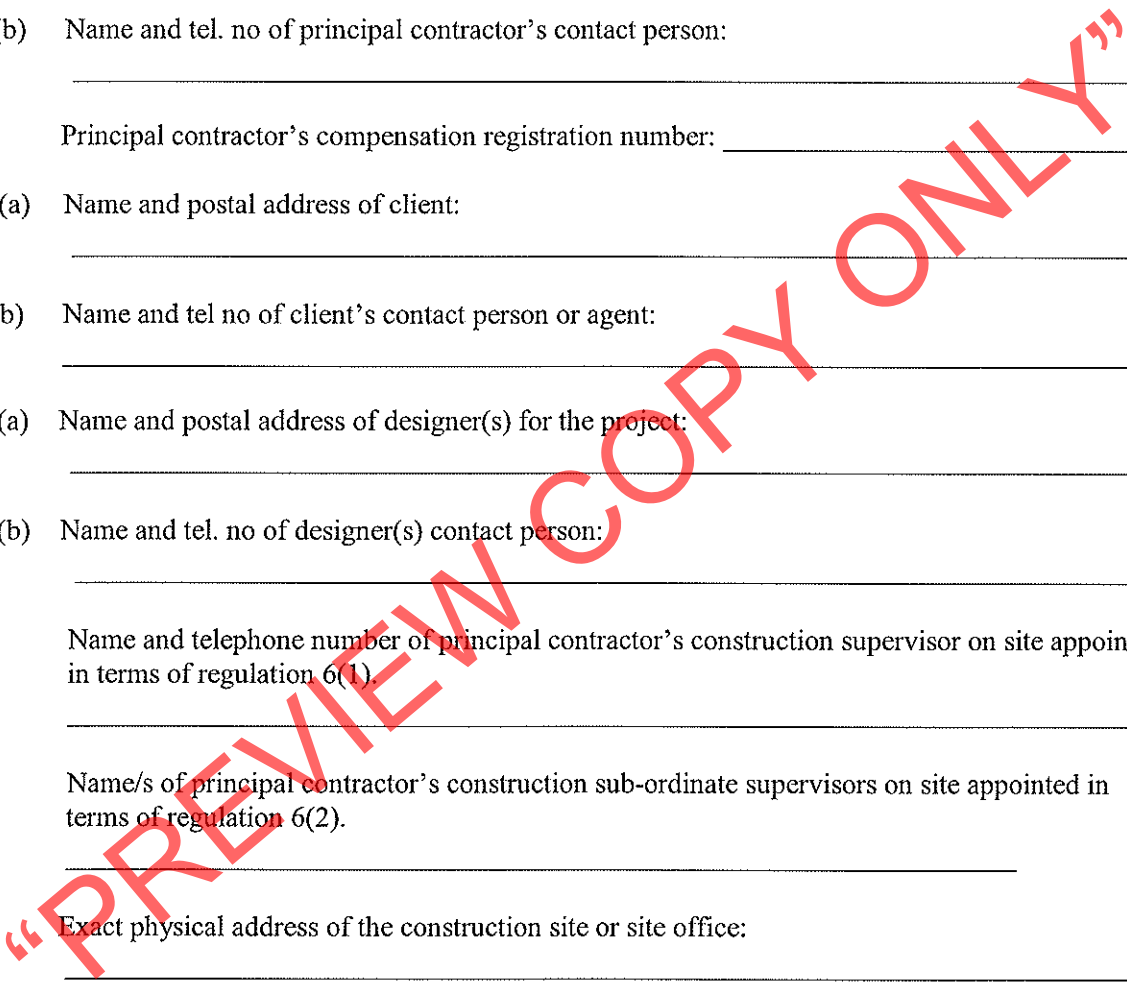 b) Name and tel. no of principal contractor's contact person:
Principal contractor's compensation registration number:
(a) Name and postal address of client:
b) Name and tel no of client's contact person or agent:
(a) Name and postal address of designer(s) for the project:
(b) Name and tel. no of designer(s) contact person:
Name and telephone number of principal contractor's construction supervisor on site appoin
in terms of regulation 6(1).
Name/s of principal contractor's construction sub-ordinate supervisors on site appointed in
terms of regulation 6(2).
Exact physical address of the construction site or site office:
“PREVIEW COPY ONLY”